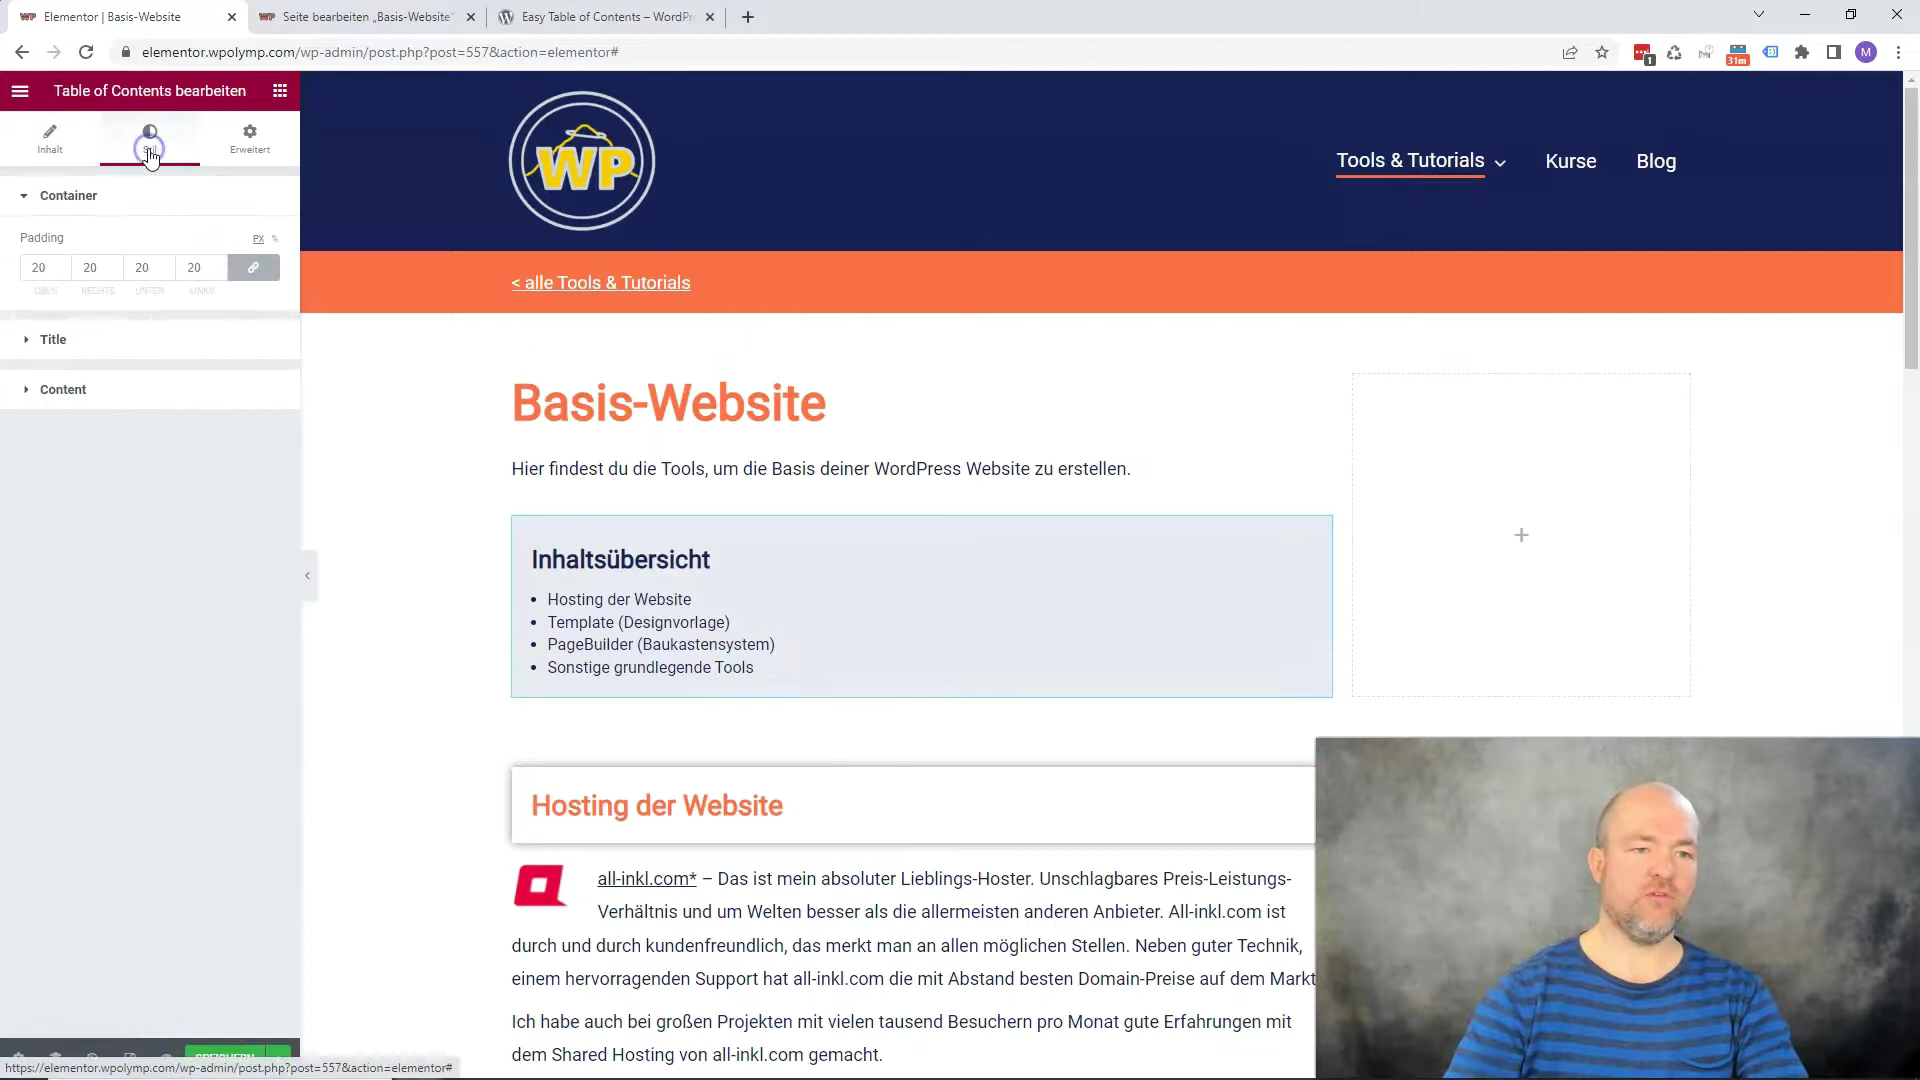 Elementor | Basis-Website
Seite bearbeiten „Basis-Website"
Easy Table of Contents – WordPr
elementor.wpolymp.com/wp-admin/post.php?post=557&action=elementor#
1
31m
M
Table of Contents bearbeiten
Inhalt
Stil
Erweitert
Container
Padding
PX %
20 20 20 20
OBEN RECHTS UNTEN LINKS
Title
Content
WP
Tools & Tutorials
Kurse
Blog
< alle Tools & Tutorials
Basis-Website
Hier findest du die Tools, um die Basis deiner WordPress Website zu erstellen.
Inhaltsübersicht
Hosting der Website
Template (Designvorlage)
PageBuilder (Baukastensystem)
Sonstige grundlegende Tools
Hosting der Website
all-inkl.com* – Das ist mein absoluter Lieblings-Hoster. Unschlagbares Preis-Leistungs-
Verhältnis und um Welten besser als die allermeisten anderen Anbieter. All-inkl.com ist
durch und durch kundenfreundlich, das merkt man an allen möglichen Stellen. Neben guter Technik,
einem hervorragenden Support hat all-inkl.com die mit Abstand besten Domain-Preise auf dem Markt
Ich habe auch bei großen Projekten mit vielen tausend Besuchern pro Monat gute Erfahrungen mit
dem Shared Hosting von all-inkl.com gemacht.
SPEICHERN
https://elementor.wpolymp.com/wp-admin/post.php?post=557&action=elementor#